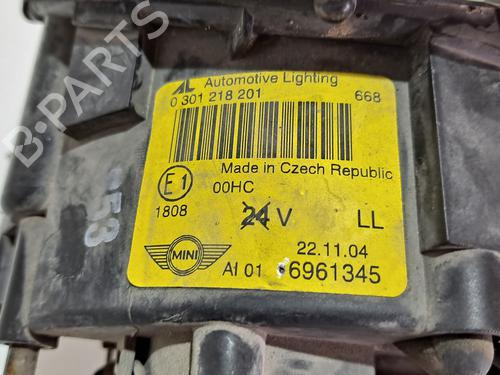 AL Automotive Lighting
0 301 218 201 668
Made in Czech Republic
E1 00HC
1808 24 V LL
MINI 22.11.04
AI 01 6961345
53
B-PARTS